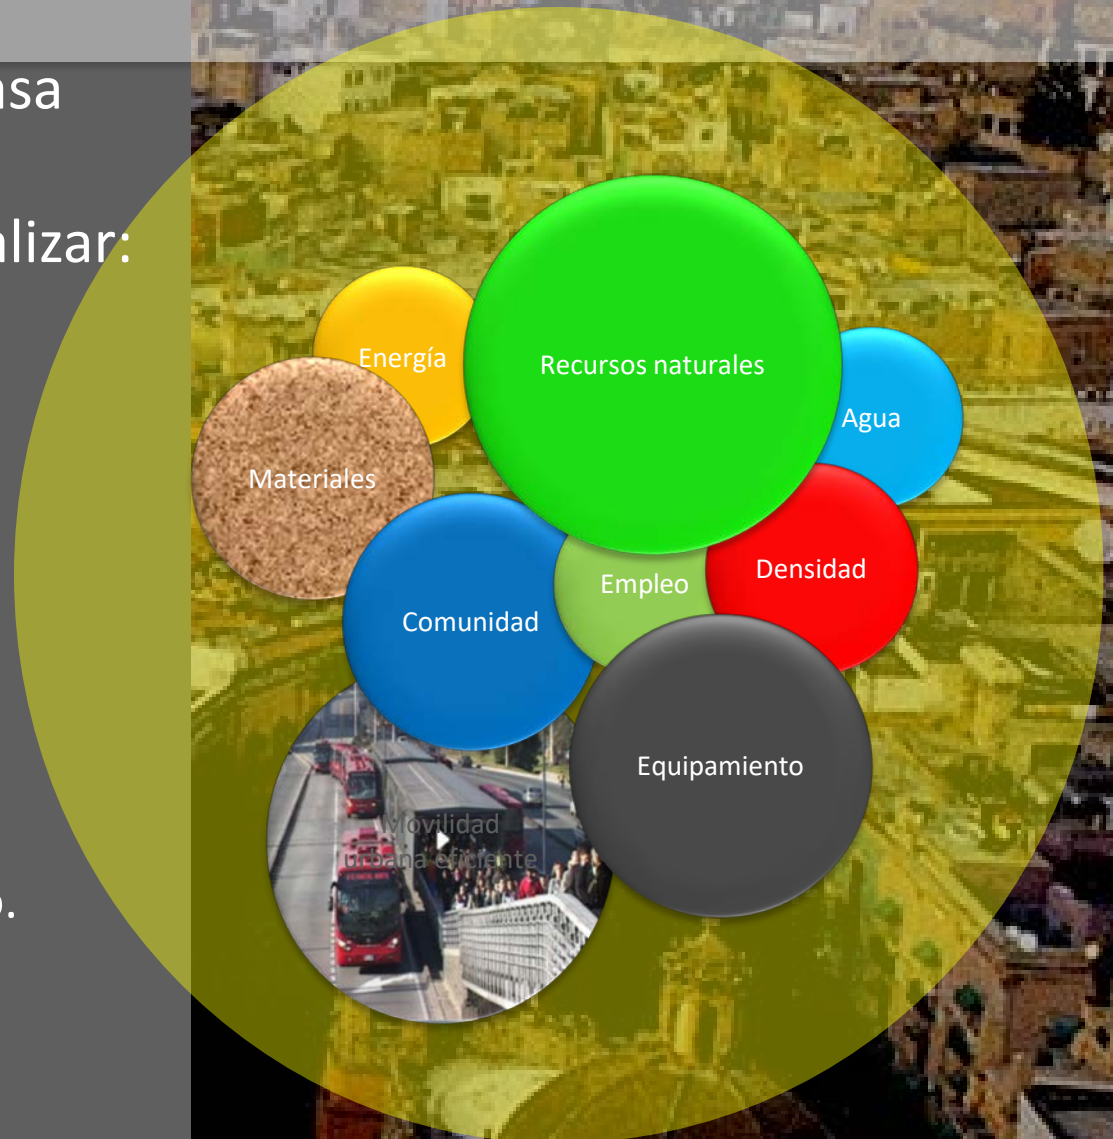 nsa
alizar:
Energía
Recursos naturales
Agua
Materiales
Densidad
Empleo
Comunidad
Equipamiento
Movilidad
urbana eficiente
o.